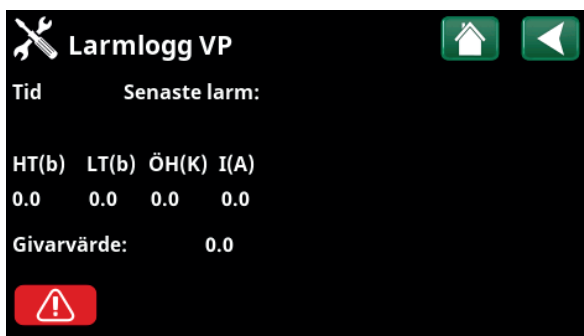 Larmlogg VP
Tid Senaste larm:
HT(b) LT(b) ÖH(K) I(A)
0.0 0.0 0.0 0.0
Givarvärde: 0.0